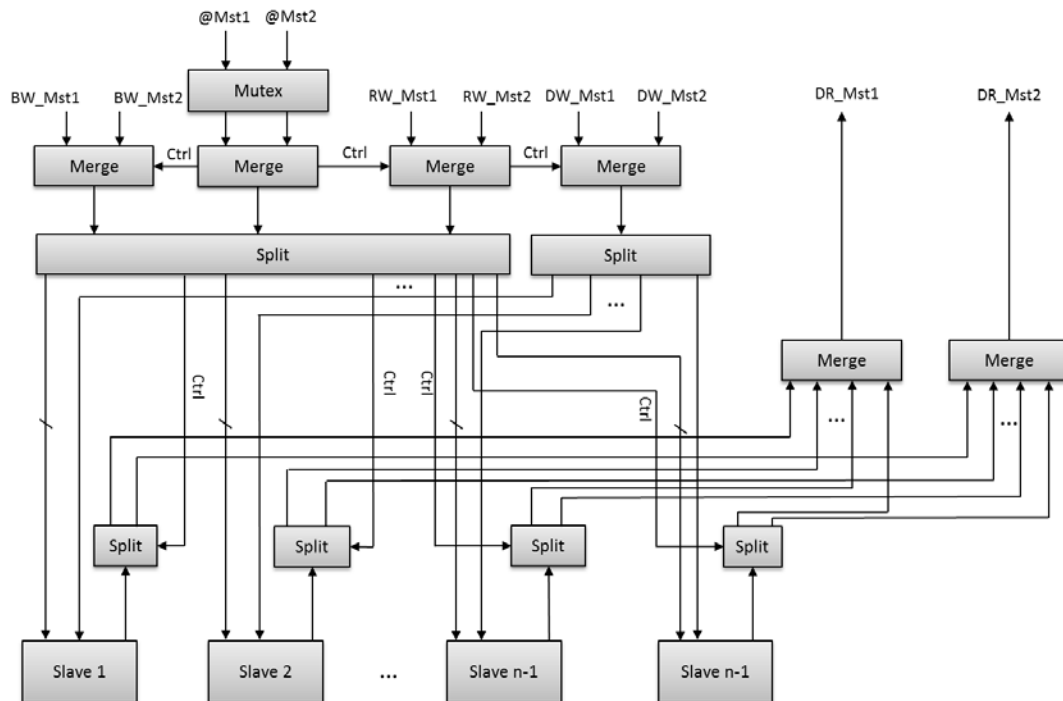 @Mst1 @Mst2
Mutex
BW_Mst1 BW_Mst2 RW_Mst1 RW_Mst2 DW_Mst1 DW_Mst2 DR_Mst1 DR_Mst2
Merge Ctrl Merge Ctrl Merge Ctrl Merge
Split Split
... ...
Merge Merge
Ctrl Ctrl Ctrl Ctrl
... ...
Split Split Split Split
Slave 1 Slave 2 ... Slave n-1 Slave n-1